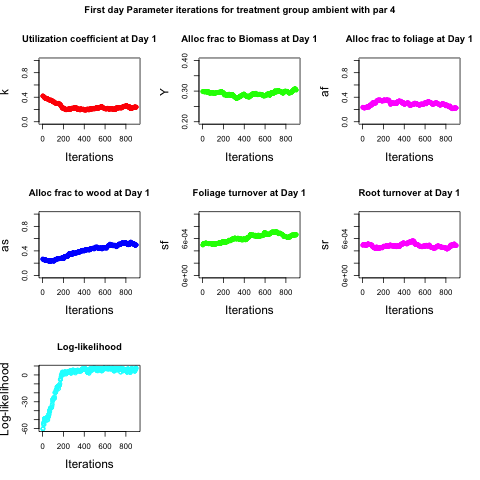 First day Parameter iterations for treatment group ambient with par 4
Utilization coefficient at Day 1
k
0.0 0.4 0.8
0 200 400 600 800
Iterations
Alloc frac to Biomass at Day 1
Y
0.20 0.30 0.40
0 200 400 600 800
Iterations
Alloc frac to foliage at Day 1
af
0.0 0.4 0.8
0 200 400 600 800
Iterations
Alloc frac to wood at Day 1
as
0.0 0.4 0.8
0 200 400 600 800
Iterations
Foliage turnover at Day 1
sf
0e+00 6e-04
0 200 400 600 800
Iterations
Root turnover at Day 1
sr
0e+00 6e-04
0 200 400 600 800
Iterations
Log-likelihood
Log-likelihood
-60 -30 0
0 200 400 600 800
Iterations